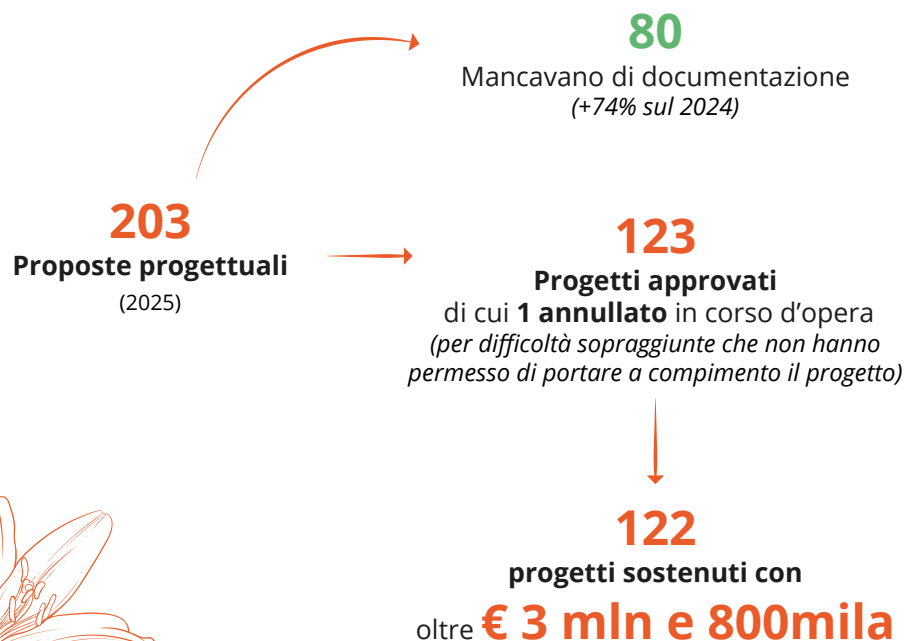 80
Mancavano di documentazione
(+74% sul 2024)
203
Proposte progettuali
(2025)
123
Progetti approvati
di cui 1 annullato in corso d’opera
(per difficoltà sopraggiunte che non hanno
permesso di portare a compimento il progetto)
122
progetti sostenuti con
oltre € 3 mln e 800mila